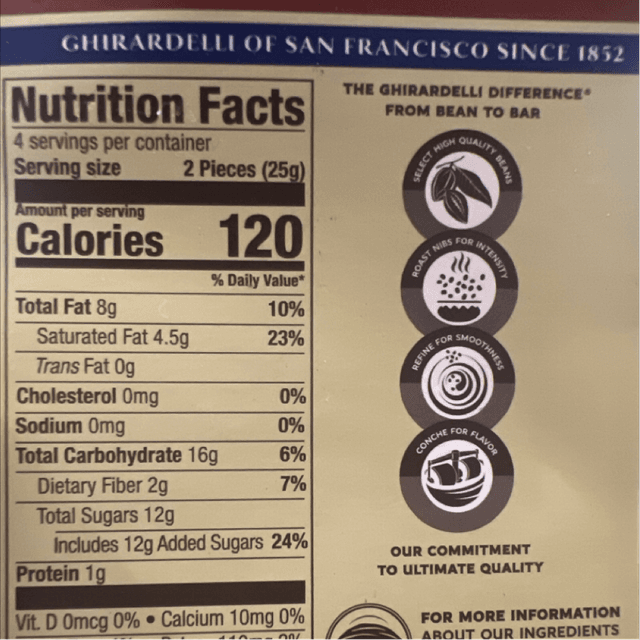 GHIRARDELLI OF SAN FRANCISCO SINCE 1852
Nutrition Facts
4 servings per container
Serving size 2 Pieces (25g)
Amount per serving
Calories 120
% Daily Value*
Total Fat 8g 10%
Saturated Fat 4.5g 23%
Trans Fat 0g
Cholesterol 0mg 0%
Sodium 0mg 0%
Total Carbohydrate 16g 6%
Dietary Fiber 2g 7%
Total Sugars 12g
Includes 12g Added Sugars 24%
Protein 1g
Vit. D 0mcg 0% • Calcium 10mg 0%
THE GHIRARDELLI DIFFERENCE®
FROM BEAN TO BAR
SELECT HIGH QUALITY BEANS
ROAST NIBS FOR INTENSITY
REFINE FOR SMOOTHNESS
CONCHE FOR FLAVOR
OUR COMMITMENT
TO ULTIMATE QUALITY
FOR MORE INFORMATION
ABOUT OUR INGREDIENTS